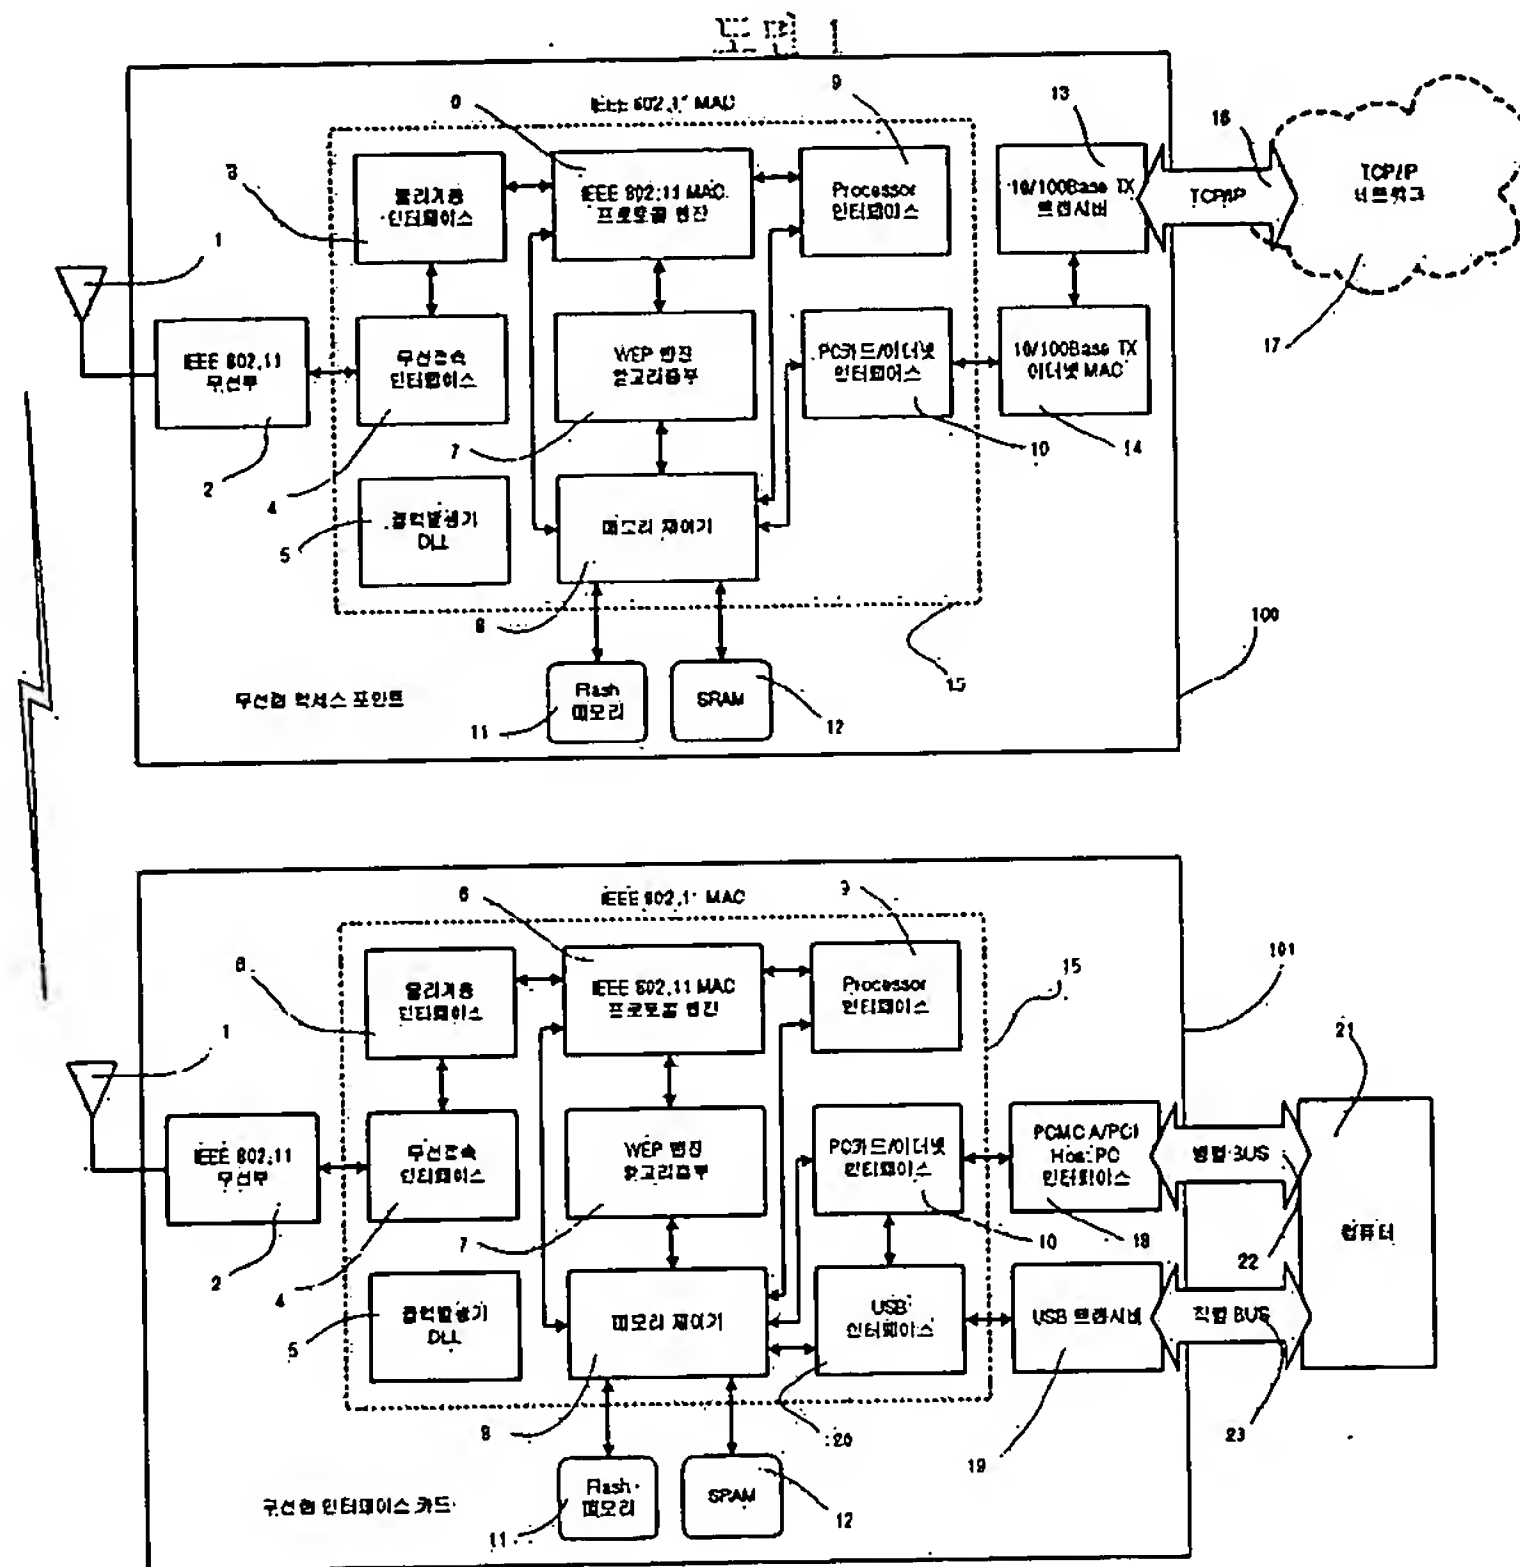 도면 1
IEEE 802.1' MAC
9
13
16
물리계층
인터페이스
IEEE 802.11 MAC
프로토콜 엔진
Processor
인터페이스
10/100Base TX
트랜시버
TCP/IP
TCP/IP
네트워크
17
1
IEEE 802.11
무선부
2
무선접속
인터페이스
4
WEP 엔진
알고리즘부
7
PC카드/이더넷
인터페이스
10
10/100Base TX
이더넷 MAC
14
클럭발생기
DLL
5
메모리 제어기
8
15
100
Flash
메모리
11
SRAM
12
무선랜 억세스 포인트
IEEE 802.1' MAC
6
9
물리계층
인터페이스
IEEE 802.11 MAC
프로토콜 엔진
Processor
인터페이스
15
101
21
1
IEEE 802.11
무선부
2
무선접속
인터페이스
4
WEP 엔진
알고리즘부
7
PC카드/이더넷
인터페이스
10
PCMC A/PCI
Host PC
인터페이스
18
병렬 BUS
22
컴퓨터
클럭발생기
DLL
5
메모리 제어기
8
USB
인터페이스
20
USB 트랜시버
19
직렬 BUS
23
Flash
메모리
11
SRAM
12
무선랜 인터페이스 카드